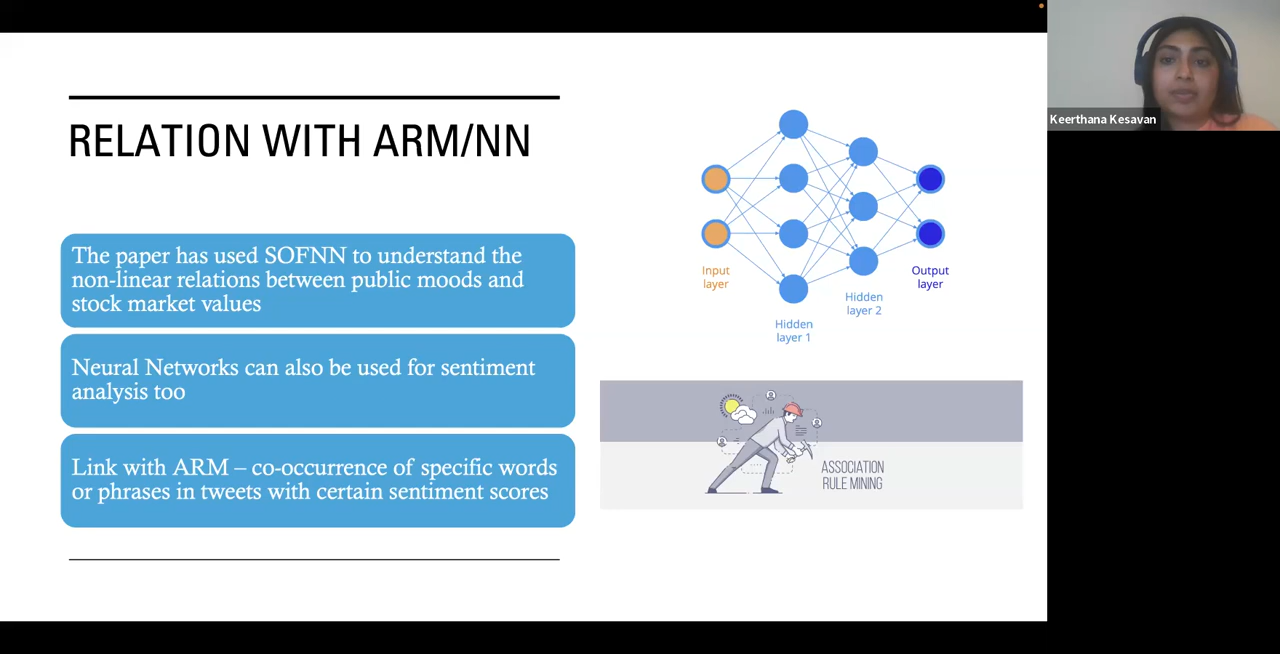 RELATION WITH ARM/NN
The paper has used SOFNN to understand the
non-linear relations between public moods and
stock market values
Neural Networks can also be used for sentiment
analysis too
Link with ARM – co-occurrence of specific words
or phrases in tweets with certain sentiment scores
Input
layer
Hidden
layer 1
Hidden
layer 2
Output
layer
ASSOCIATION
RULE MINING
Keerthana Kesavan